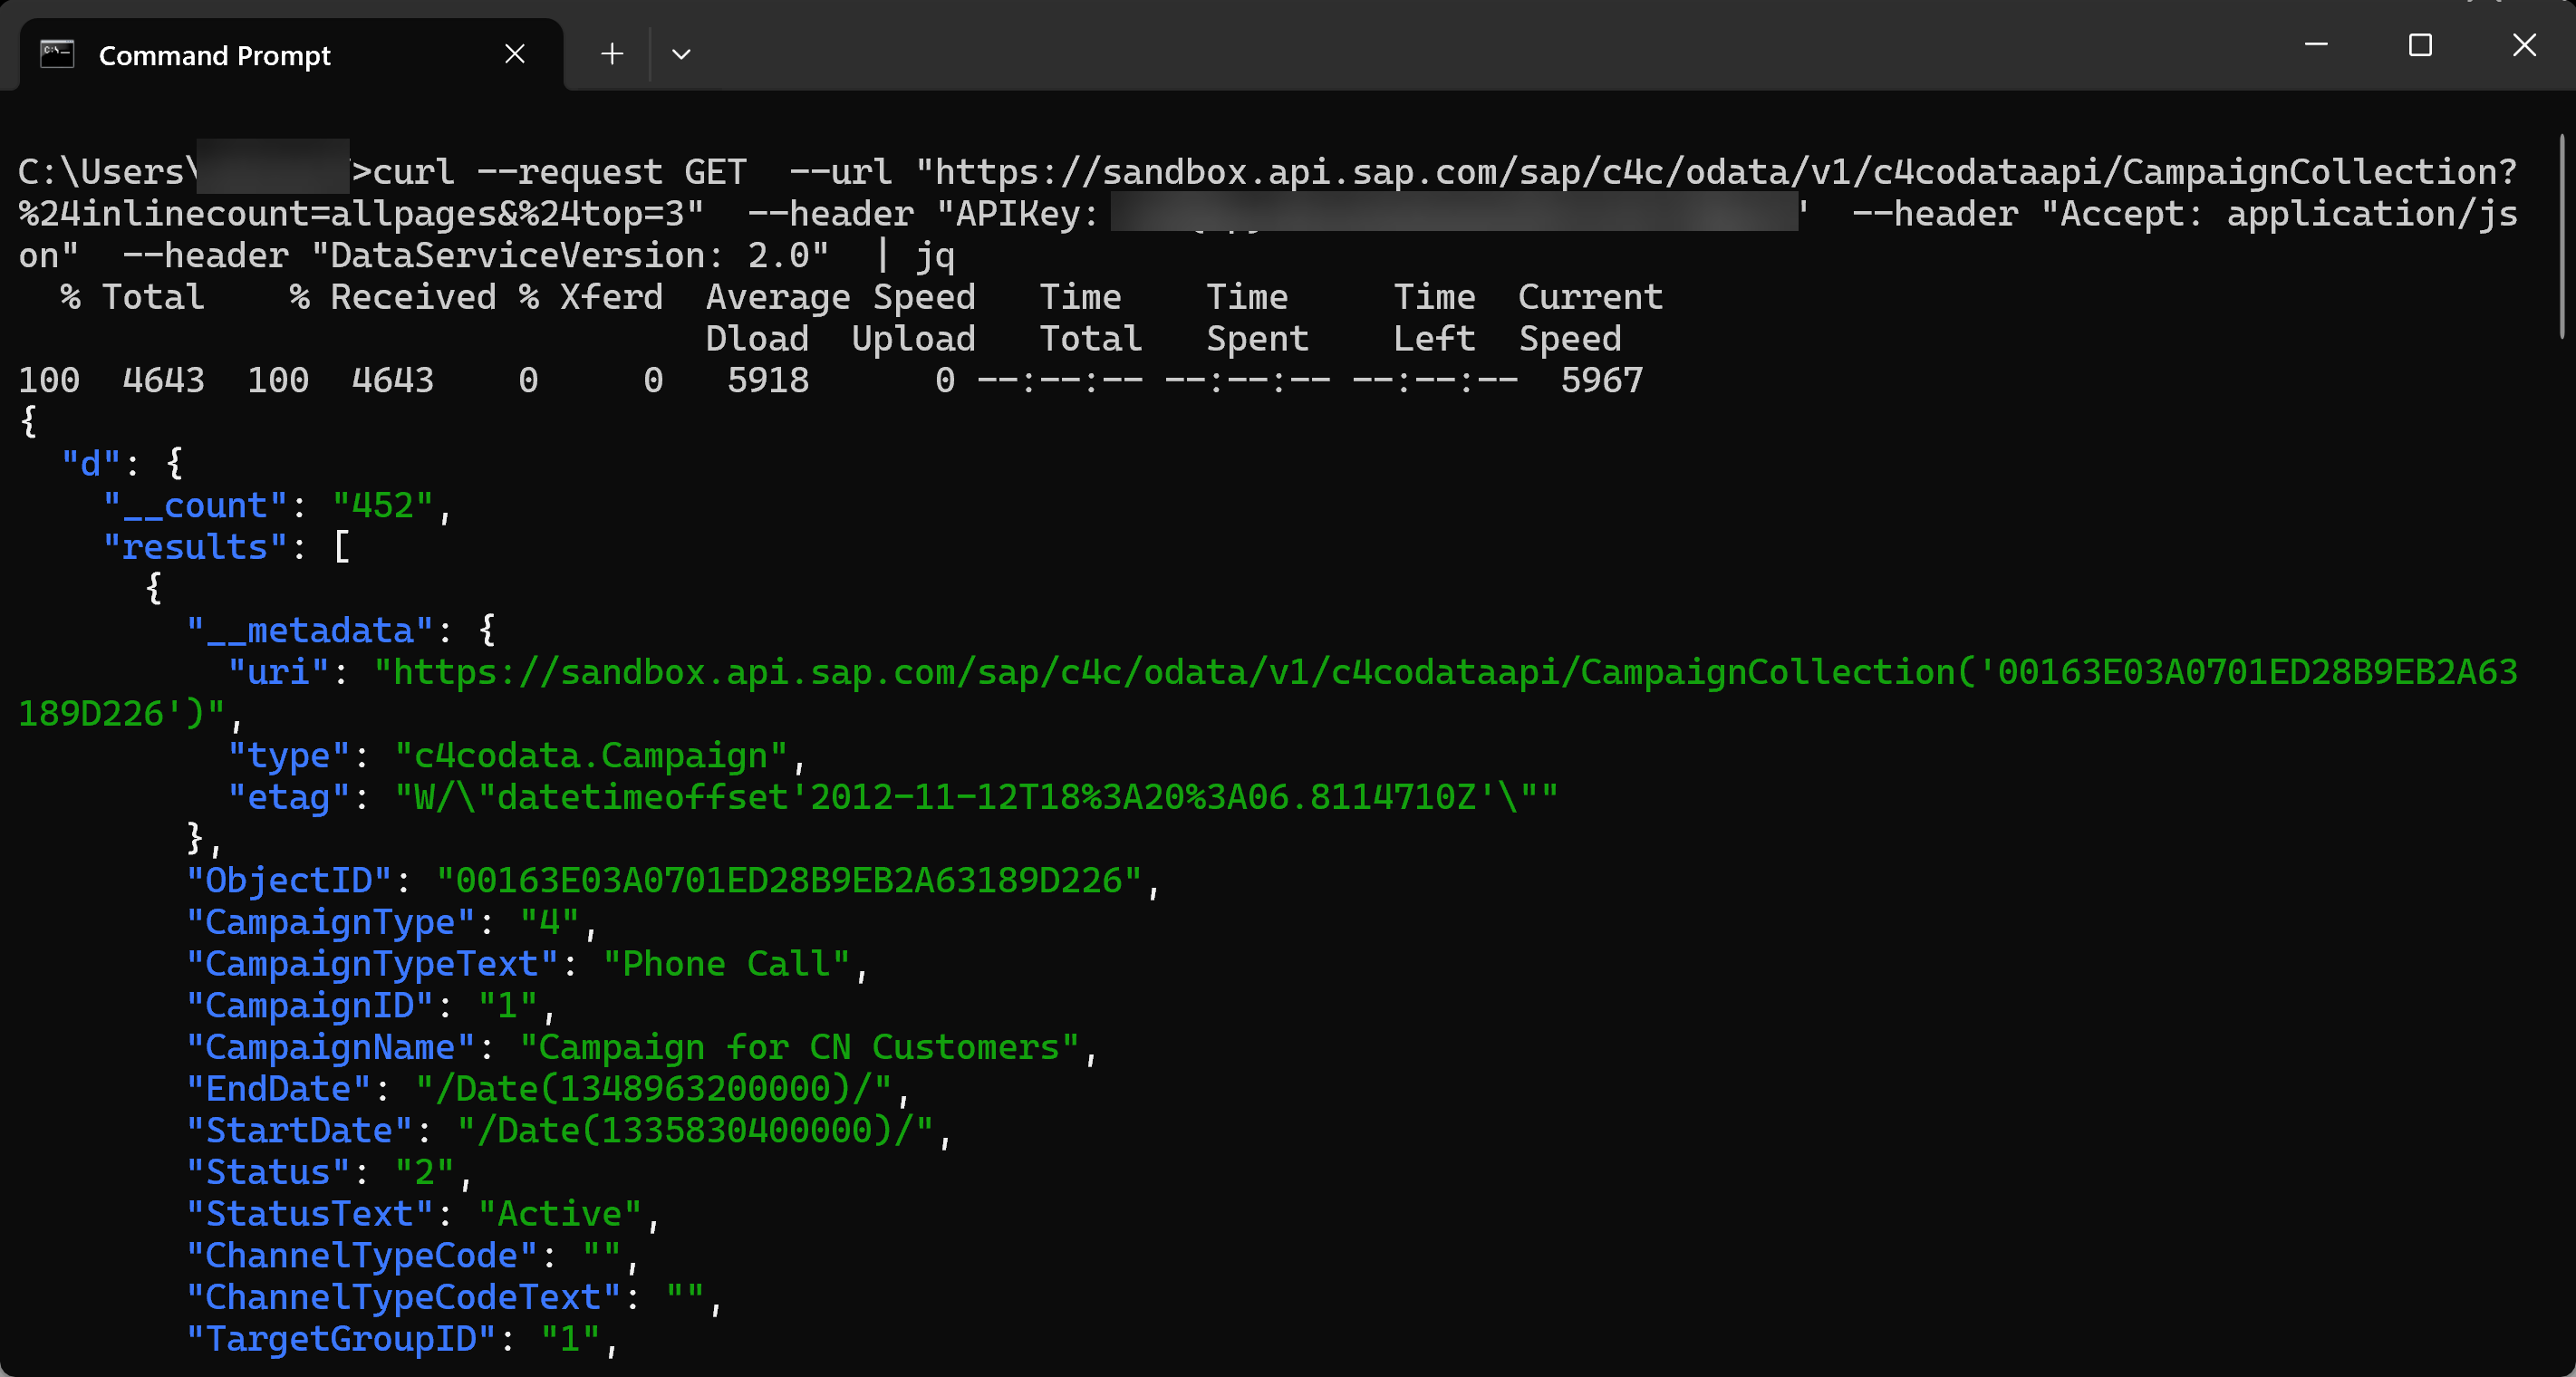 Command Prompt
C:\Users\ >curl --request GET  --url "https://sandbox.api.sap.com/sap/c4c/odata/v1/c4codataapi/CampaignCollection?
%24inlinecount=allpages&%24top=3"  --header "APIKey:  --header "Accept: application/js
on"  --header "DataServiceVersion: 2.0"  | jq
  % Total    % Received % Xferd  Average Speed   Time    Time     Time  Current
                                 Dload  Upload   Total   Spent    Left  Speed
100  4643  100  4643    0     0   5918      0 --:--:-- --:--:-- --:--:--  5967
{
  "d": {
    "__count": "452",
    "results": [
      {
        "__metadata": {
          "uri": "https://sandbox.api.sap.com/sap/c4c/odata/v1/c4codataapi/CampaignCollection('00163E03A0701ED28B9EB2A63
189D226')",
          "type": "c4codata.Campaign",
          "etag": "W/\"datetimeoffset'2012-11-12T18%3A20%3A06.8114710Z'\""
        },
        "ObjectID": "00163E03A0701ED28B9EB2A63189D226",
        "CampaignType": "4",
        "CampaignTypeText": "Phone Call",
        "CampaignID": "1",
        "CampaignName": "Campaign for CN Customers",
        "EndDate": "/Date(1348963200000)/",
        "StartDate": "/Date(1335830400000)/",
        "Status": "2",
        "StatusText": "Active",
        "ChannelTypeCode": "",
        "ChannelTypeCodeText": "",
        "TargetGroupID": "1",